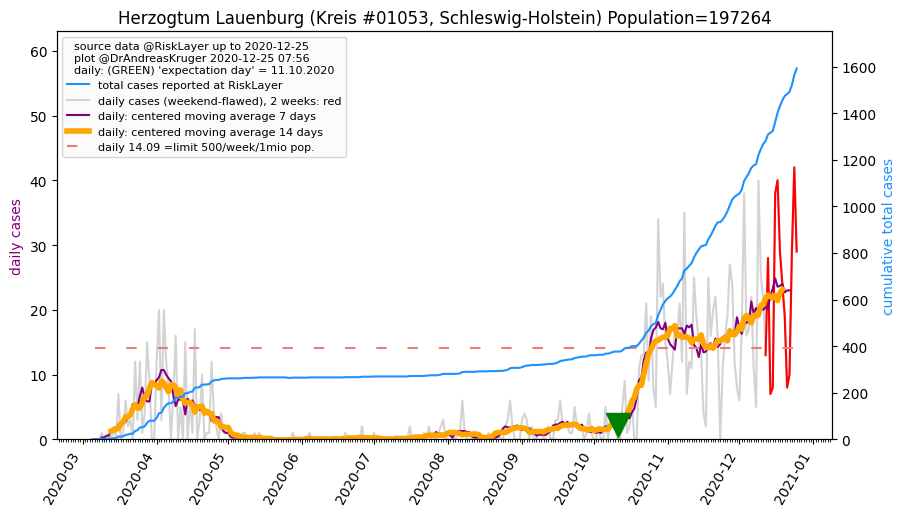 Herzogtum Lauenburg (Kreis #01053, Schleswig-Holstein) Population=197264
source data @RiskLayer up to 2020-12-25
plot @DrAndreasKruger 2020-12-25 07:56
daily: (GREEN) 'expectation day' = 11.10.2020
total cases reported at RiskLayer
daily cases (weekend-flawed), 2 weeks: red
daily: centered moving average 7 days
daily: centered moving average 14 days
daily 14.09 =limit 500/week/1mio pop.
daily cases
60
50
40
30
20
10
0
cumulative total cases
1600
1400
1200
1000
800
600
400
200
0
2020-03
2020-04
2020-05
2020-06
2020-07
2020-08
2020-09
2020-10
2020-11
2020-12
2021-01